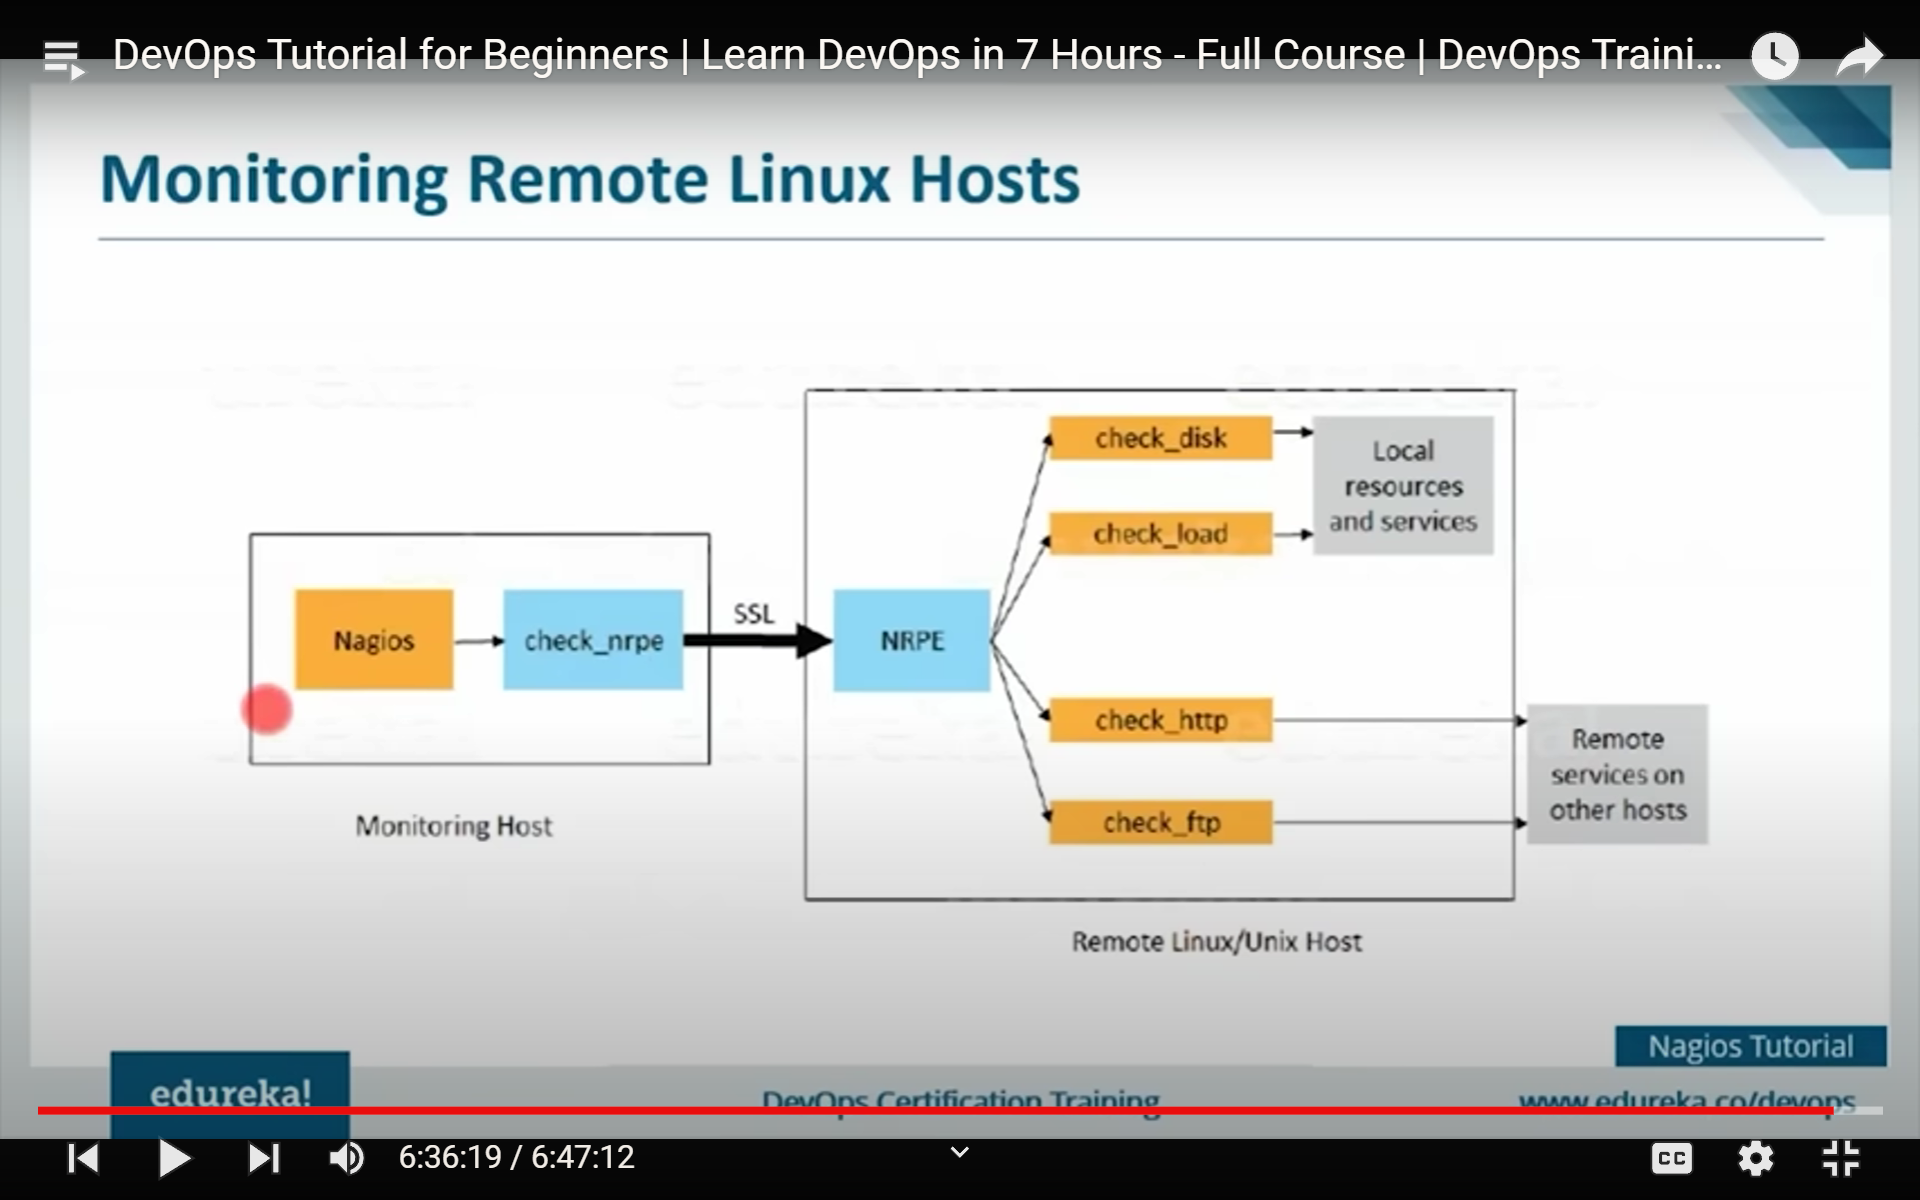 DevOps Tutorial for Beginners | Learn DevOps in 7 Hours - Full Course | DevOps Traini...
Monitoring Remote Linux Hosts
check_disk
Local
resources
and services
check_load
Nagios
check_nrpe
SSL
NRPE
check_http
Remote
services on
other hosts
check_ftp
Monitoring Host
Remote Linux/Unix Host
Nagios Tutorial
edureka!
DevOps Certification Training
www.edureka.co/devops
6:36:19 / 6:47:12
CC